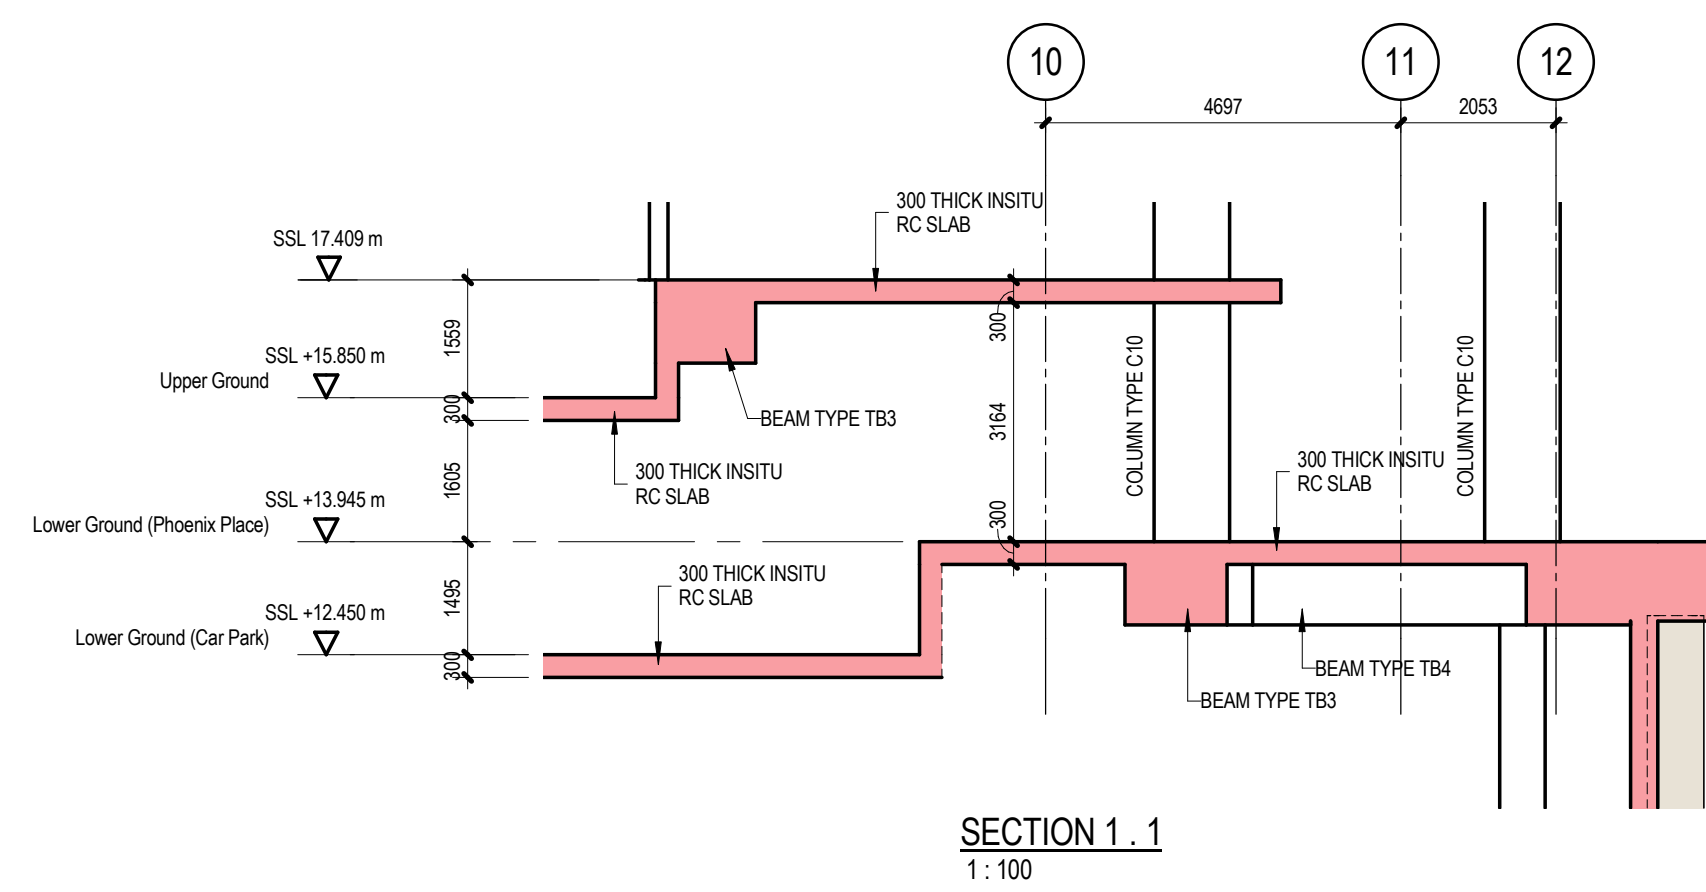 10
11
12
4697
2053
300 THICK INSITU
RC SLAB
SSL 17.409 m
1559
300
SSL +15.850 m
Upper Ground
300
BEAM TYPE TB3
3164
COLUMN TYPE C10
COLUMN TYPE C10
300 THICK INSITU
RC SLAB
300 THICK INSITU
RC SLAB
1605
SSL +13.945 m
Lower Ground (Phoenix Place)
300
300 THICK INSITU
RC SLAB
1495
SSL +12.450 m
Lower Ground (Car Park)
300
BEAM TYPE TB4
BEAM TYPE TB3
SECTION 1 . 1
1 : 100